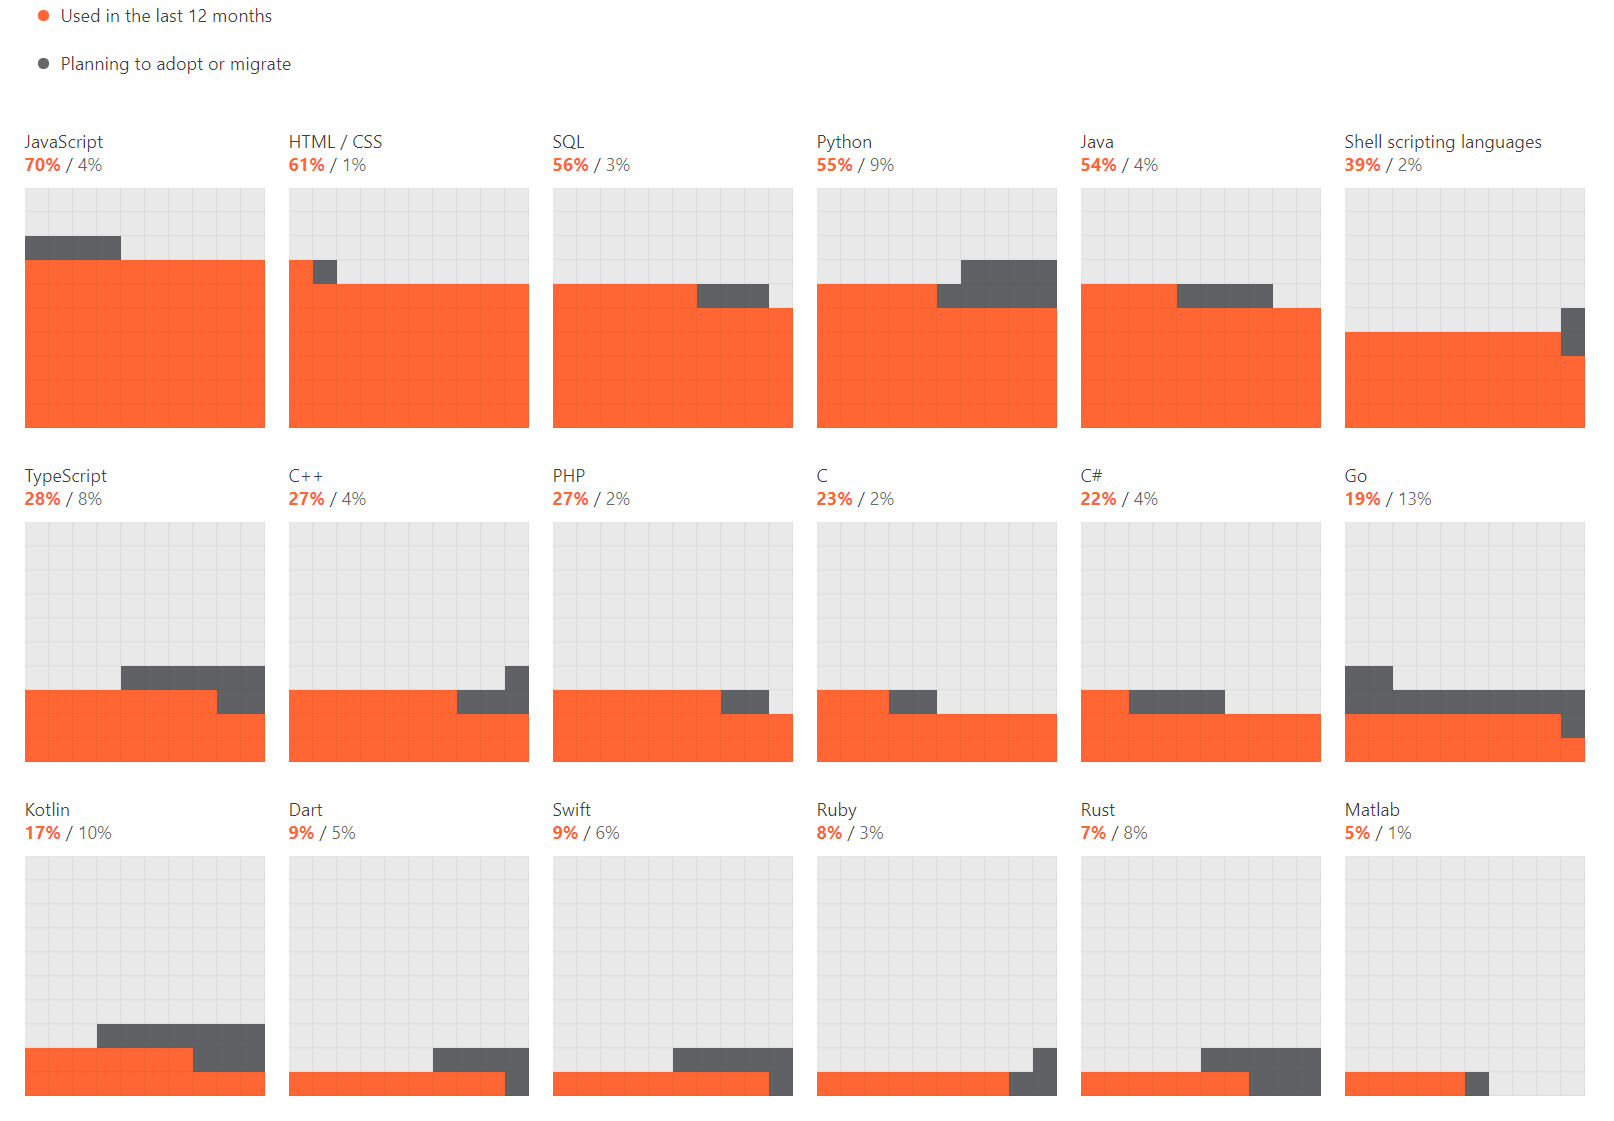 Used in the last 12 months
Planning to adopt or migrate
JavaScript
70% / 4%
HTML / CSS
61% / 1%
SQL
56% / 3%
Python
55% / 9%
Java
54% / 4%
Shell scripting languages
39% / 2%
TypeScript
28% / 8%
C++
27% / 4%
PHP
27% / 2%
C
23% / 2%
C#
22% / 4%
Go
19% / 13%
Kotlin
17% / 10%
Dart
9% / 5%
Swift
9% / 6%
Ruby
8% / 3%
Rust
7% / 8%
Matlab
5% / 1%